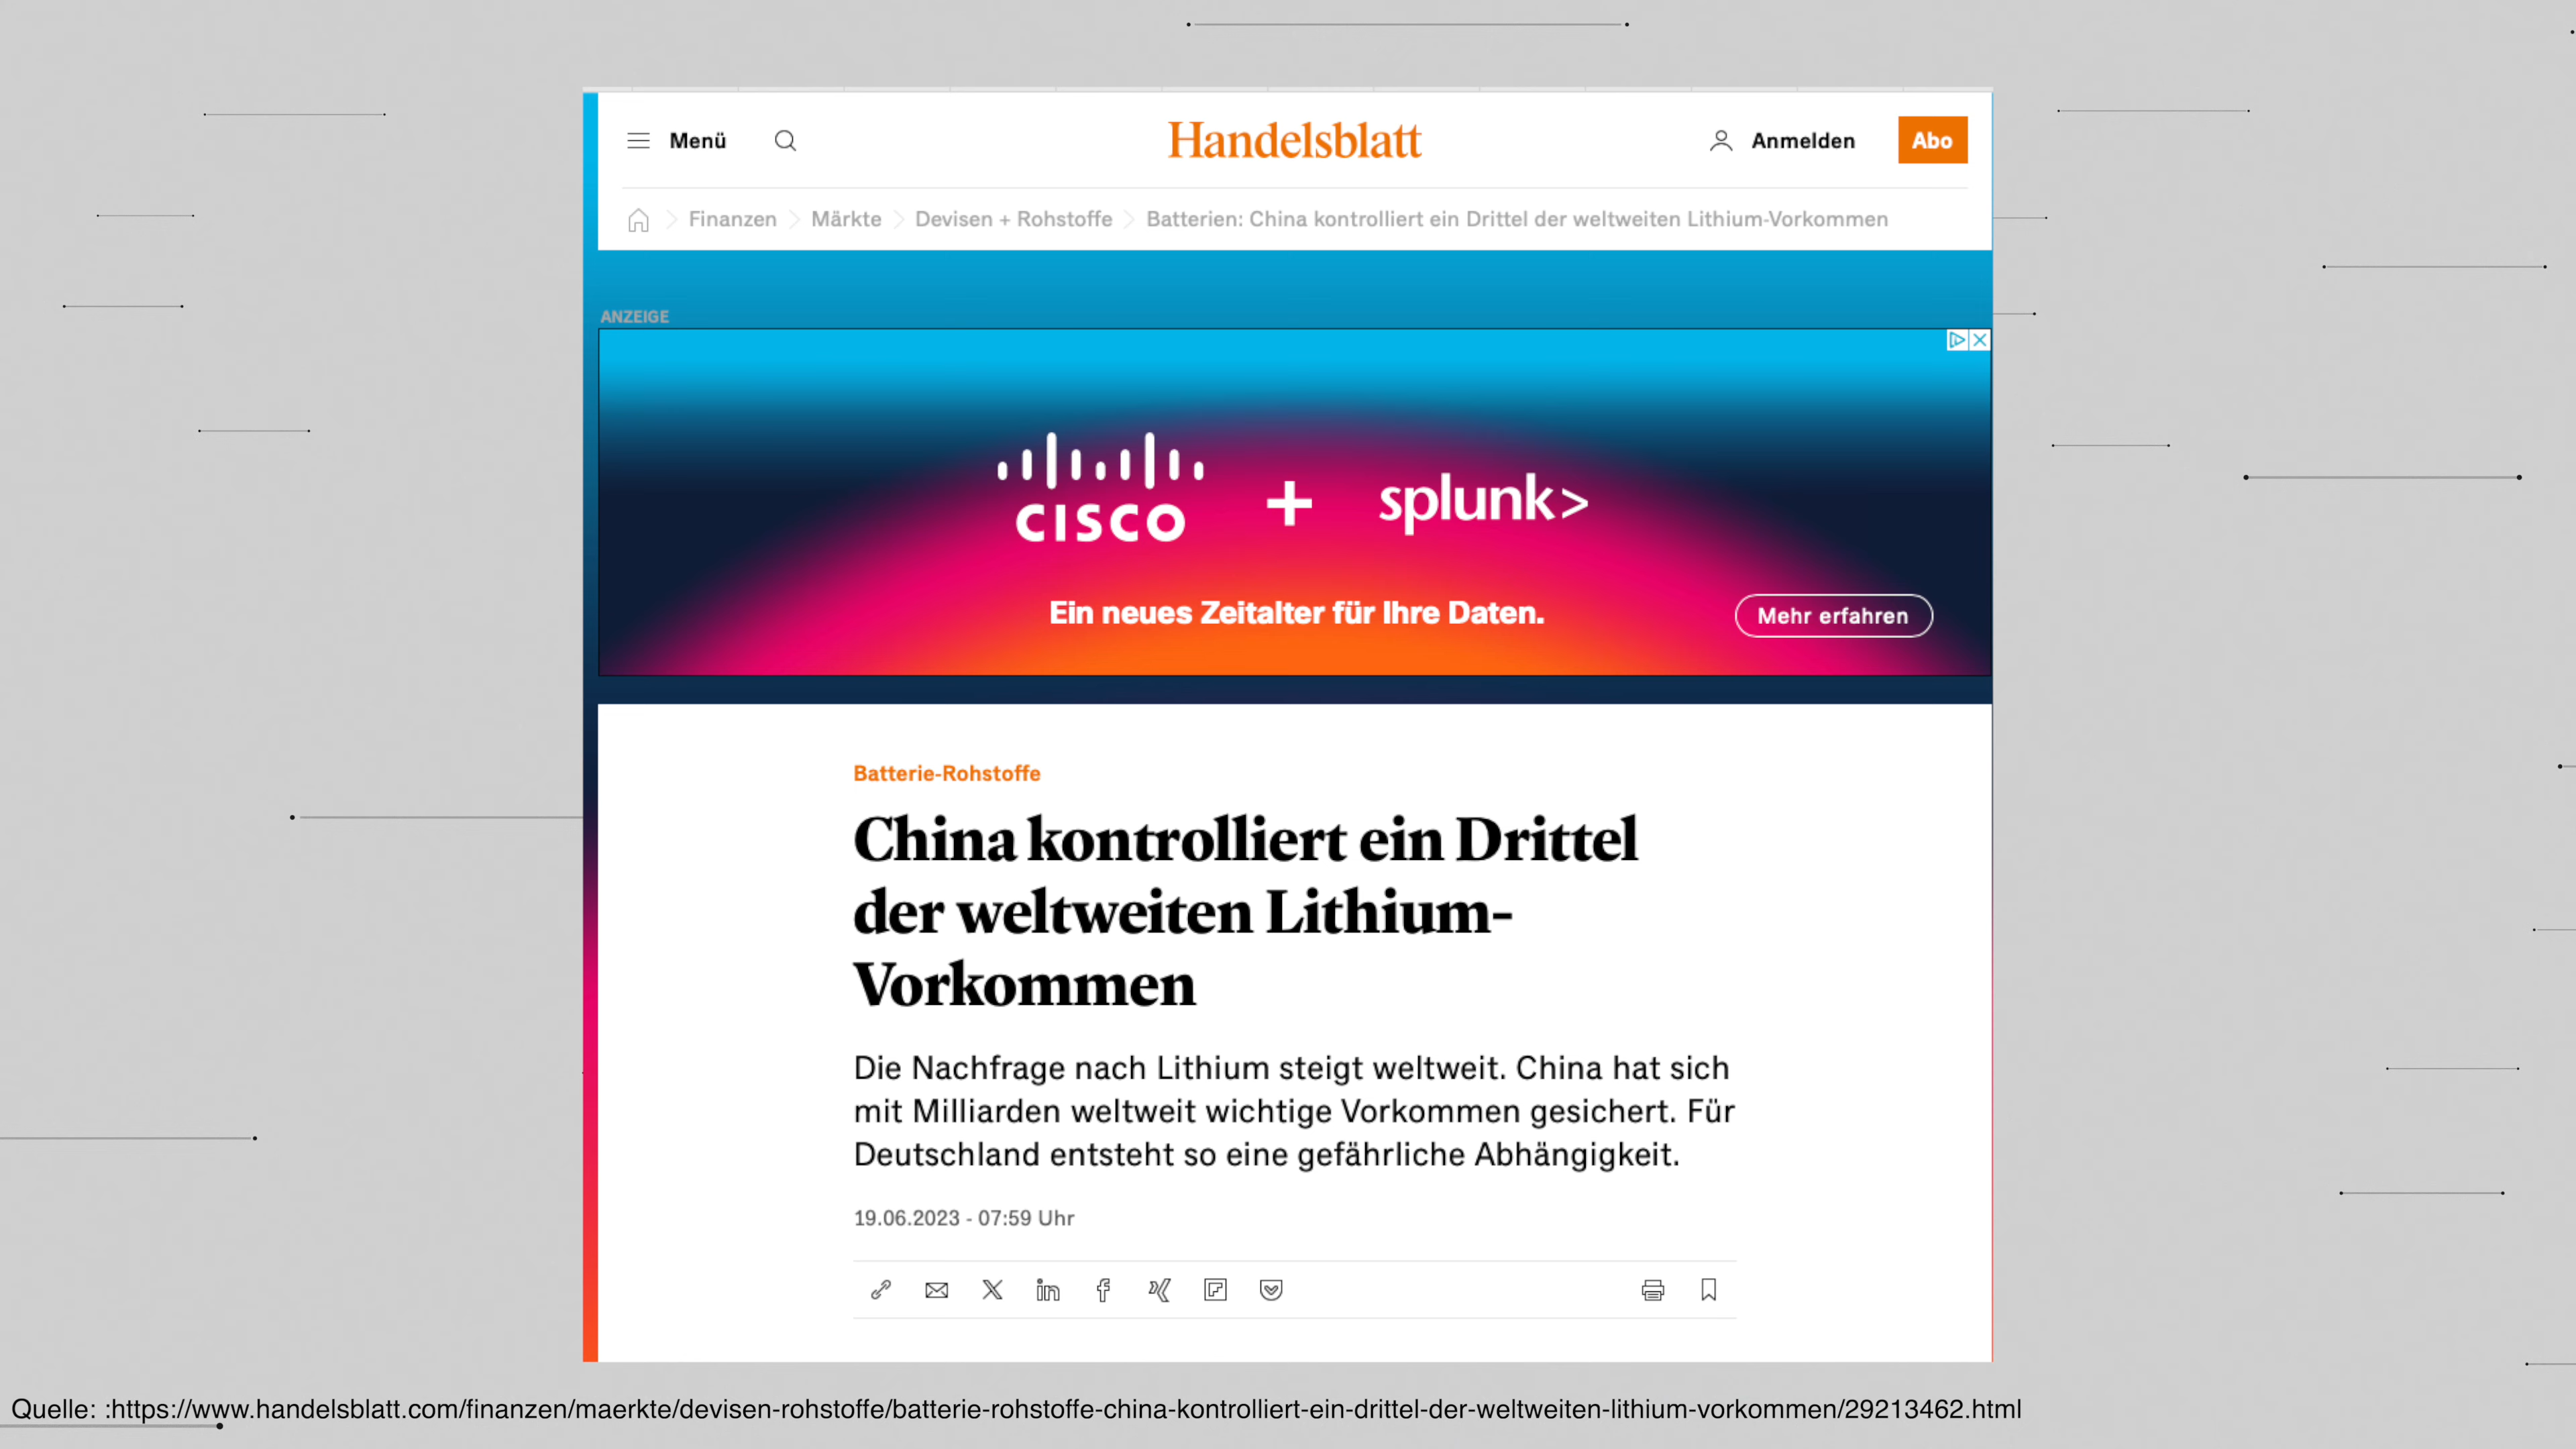 Menü
Handelsblatt
Anmelden
Abo
Finanzen
Märkte
Devisen + Rohstoffe
Batterien: China kontrolliert ein Drittel der weltweiten Lithium-Vorkommen
ANZEIGE
CISCO
+
splunk>
Ein neues Zeitalter für Ihre Daten.
Mehr erfahren
Batterie-Rohstoffe
China kontrolliert ein Drittel
der weltweiten Lithium-
Vorkommen
Die Nachfrage nach Lithium steigt weltweit. China hat sich
mit Milliarden weltweit wichtige Vorkommen gesichert. Für
Deutschland entsteht so eine gefährliche Abhängigkeit.
19.06.2023 - 07:59 Uhr
Quelle: :https://www.handelsblatt.com/finanzen/maerkte/devisen-rohstoffe/batterie-rohstoffe-china-kontrolliert-ein-drittel-der-weltweiten-lithium-vorkommen/29213462.html